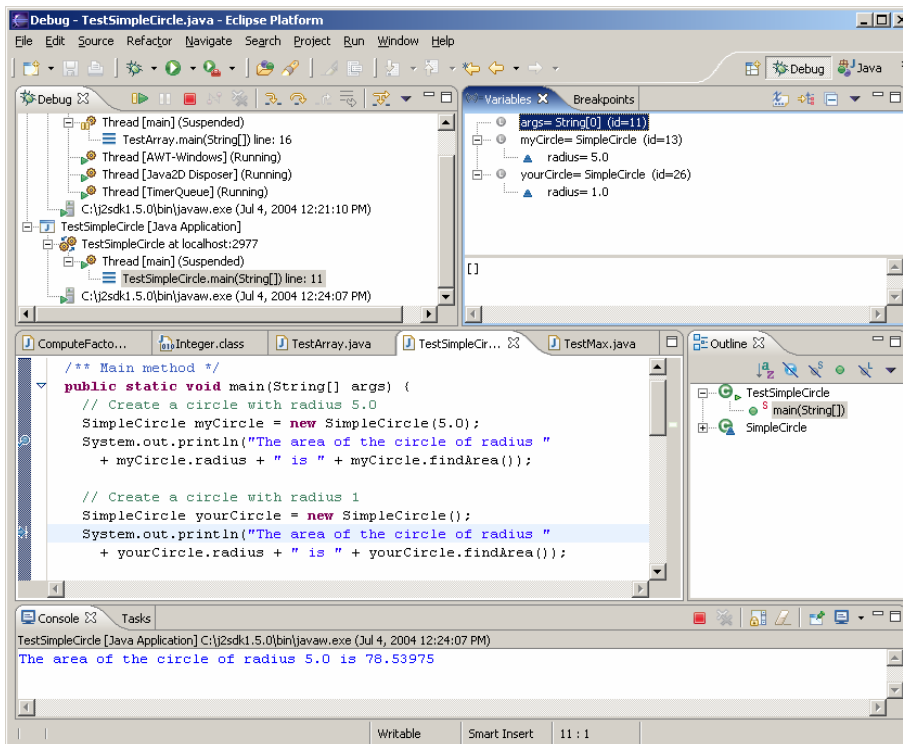 Debug - TestSimpleCircle.java - Eclipse Platform
File Edit Source Refactor Navigate Search Project Run Window Help
Debug Java
Debug
Thread [main] (Suspended)
TestArray.main(String[]) line: 16
Thread [AWT-Windows] (Running)
Thread [Java2D Disposer] (Running)
Thread [TimerQueue] (Running)
C:\j2sdk1.5.0\bin\javaw.exe (Jul 4, 2004 12:21:10 PM)
TestSimpleCircle [Java Application]
TestSimpleCircle at localhost:2977
Thread [main] (Suspended)
TestSimpleCircle.main(String[]) line: 11
C:\j2sdk1.5.0\bin\javaw.exe (Jul 4, 2004 12:24:07 PM)
Variables Breakpoints
args= String[0] (id=11)
myCircle= SimpleCircle (id=13)
radius= 5.0
yourCircle= SimpleCircle (id=26)
radius= 1.0
[]
ComputeFacto... Integer.class TestArray.java TestSimpleCir... TestMax.java
/** Main method */
public static void main(String[] args) {
// Create a circle with radius 5.0
SimpleCircle myCircle = new SimpleCircle(5.0);
System.out.println("The area of the circle of radius "
+ myCircle.radius + " is " + myCircle.findArea());
// Create a circle with radius 1
SimpleCircle yourCircle = new SimpleCircle();
System.out.println("The area of the circle of radius "
+ yourCircle.radius + " is " + yourCircle.findArea());
Outline
TestSimpleCircle
main(String[])
SimpleCircle
Console Tasks
TestSimpleCircle [Java Application] C:\j2sdk1.5.0\bin\javaw.exe (Jul 4, 2004 12:24:07 PM)
The area of the circle of radius 5.0 is 78.53975
Writable Smart Insert 11 : 1